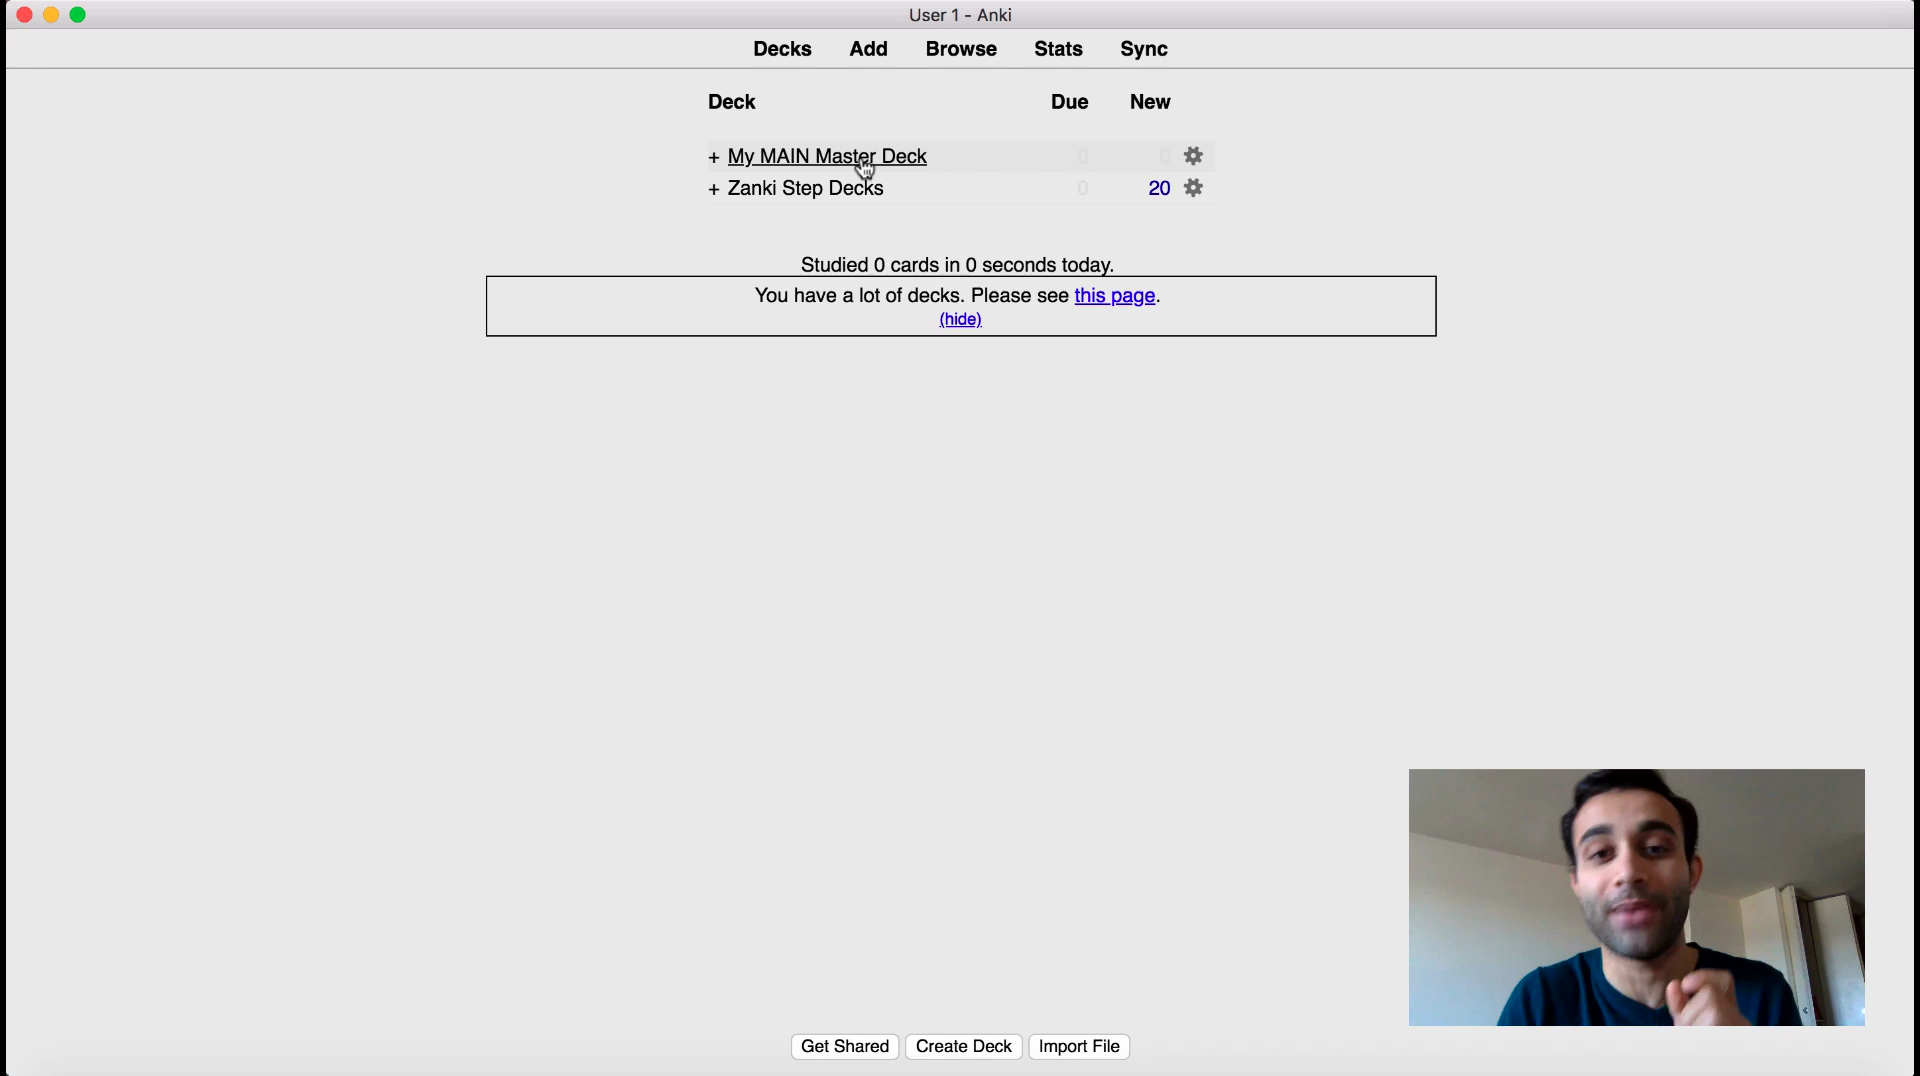 User 1 - Anki
Decks Add Browse Stats Sync
Deck Due New
+ My MAIN Master Deck 0 0
+ Zanki Step Decks 0 20
Studied 0 cards in 0 seconds today.
You have a lot of decks. Please see this page.
(hide)
Get Shared Create Deck Import File